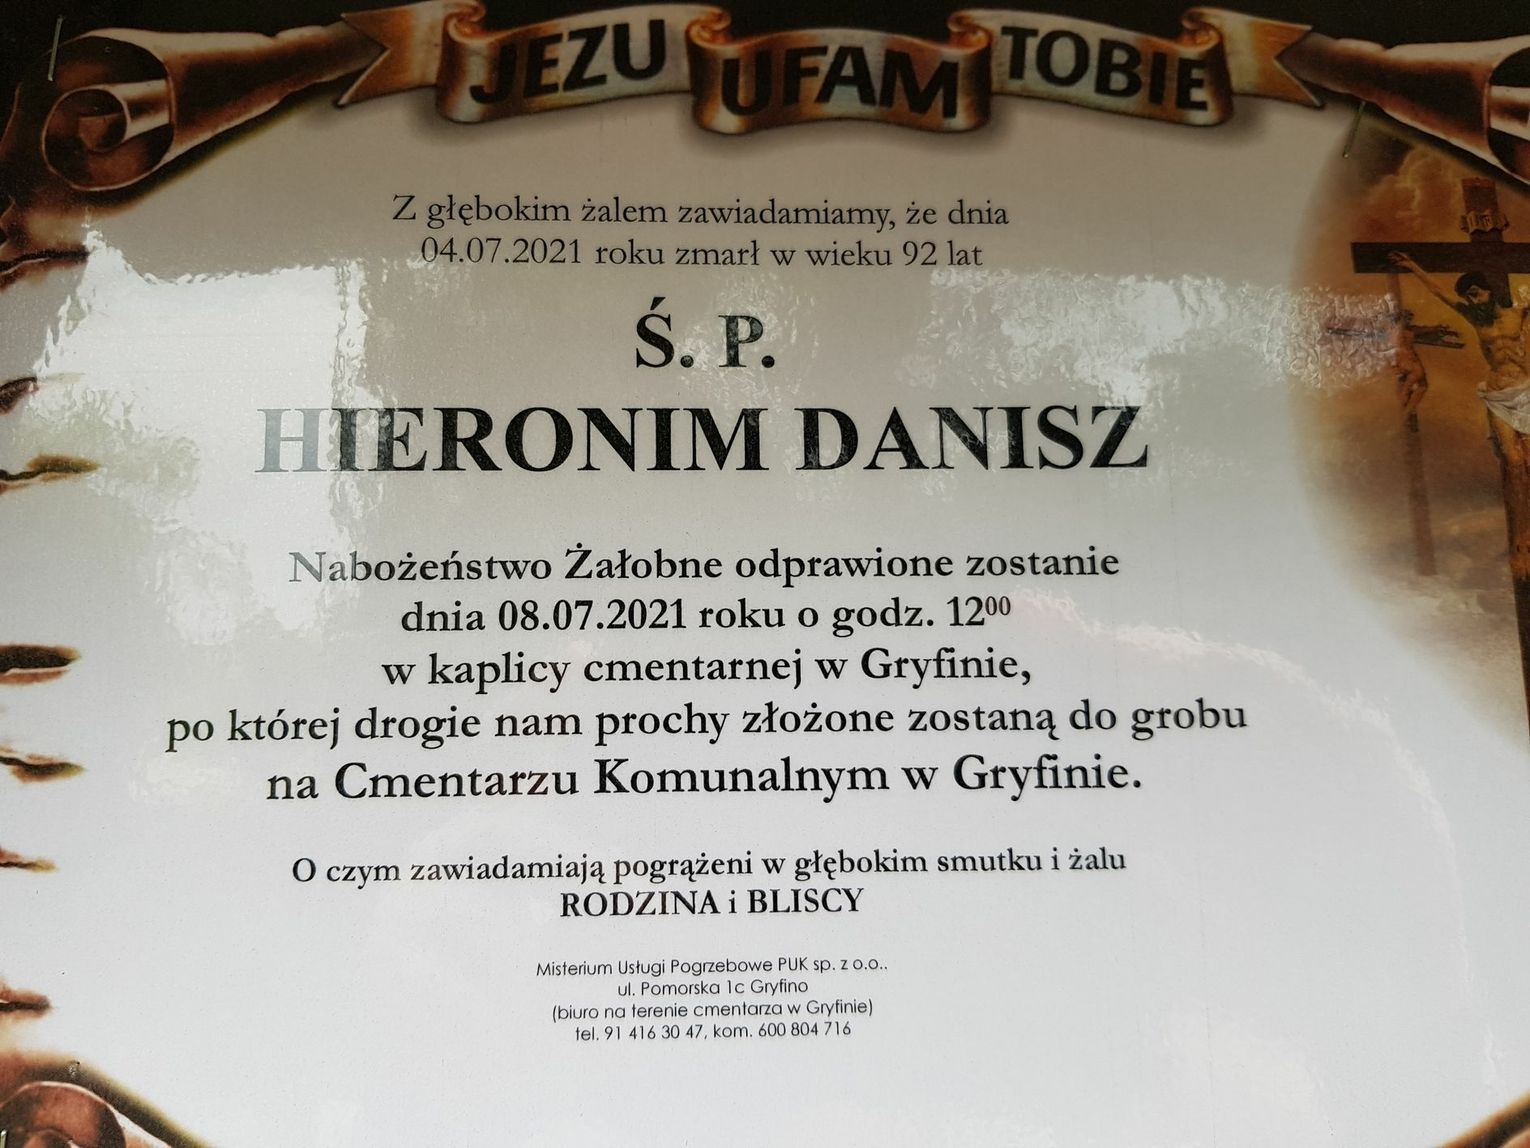 JEZU UFAM TOBIE
Z głębokim żalem zawiadamiamy, że dnia
04.07.2021 roku zmarł w wieku 92 lat
Ś. P.
HIERONIM DANISZ
Nabożeństwo Żałobne odprawione zostanie
dnia 08.07.2021 roku o godz. 12⁰⁰
w kaplicy cmentarnej w Gryfinie,
po której drogie nam prochy złożone zostaną do grobu
na Cmentarzu Komunalnym w Gryfinie.
O czym zawiadamiają pogrążeni w głębokim smutku i żalu
RODZINA i BLISCY
Misterium Usługi Pogrzebowe PUK sp. z o.o..
ul. Pomorska 1c Gryfino
(biuro na terenie cmentarza w Gryfinie)
tel. 91 416 30 47, kom. 600 804 716